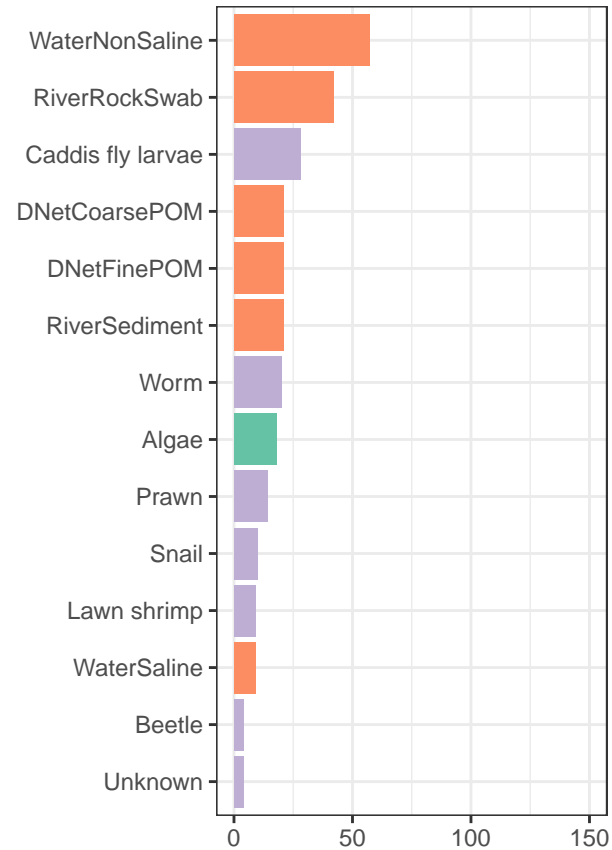 WaterNonSaline
RiverRockSwab
Caddis fly larvae
DNetCoarsePOM
DNetFinePOM
RiverSediment
Worm
Algae
Prawn
Snail
Lawn shrimp
WaterSaline
Beetle
Unknown
0 50 100 150